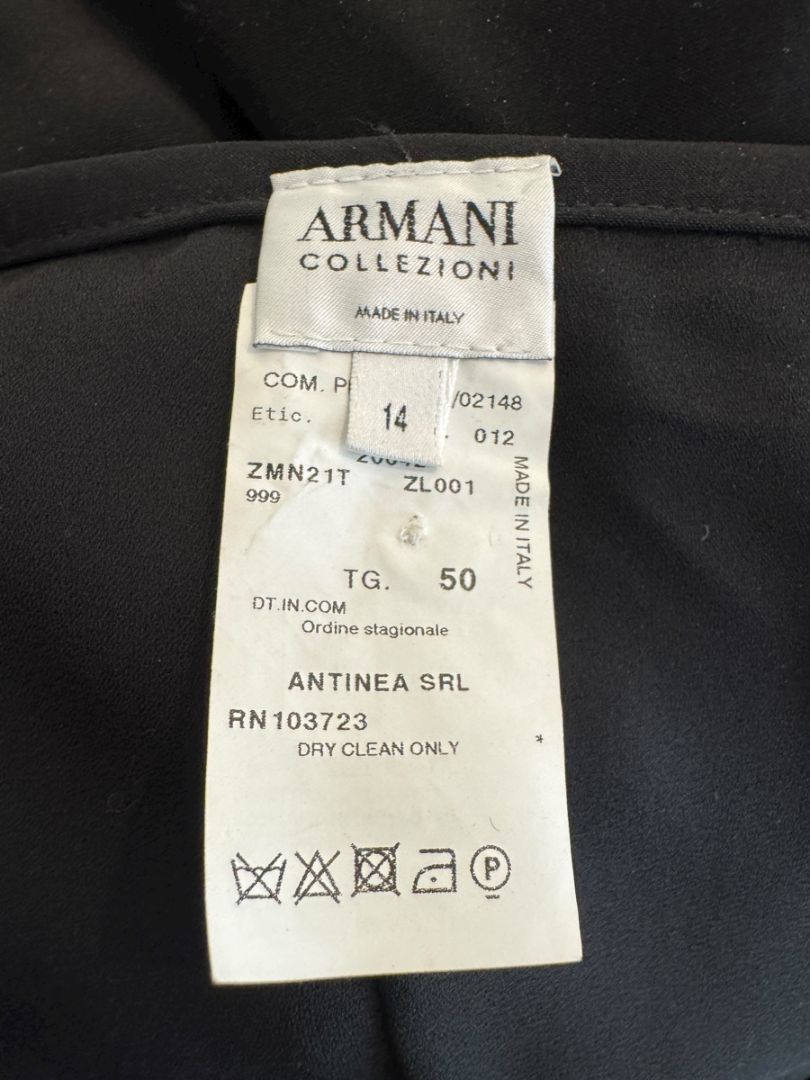 ARMANI
COLLEZIONI
MADE IN ITALY
14
COM. /02148
Etic. 012
ZMN21T ZL001
999
MADE IN ITALY
TG. 50
DT.IN.COM
Ordine stagionale
ANTINEA SRL
RN103723
DRY CLEAN ONLY *
P